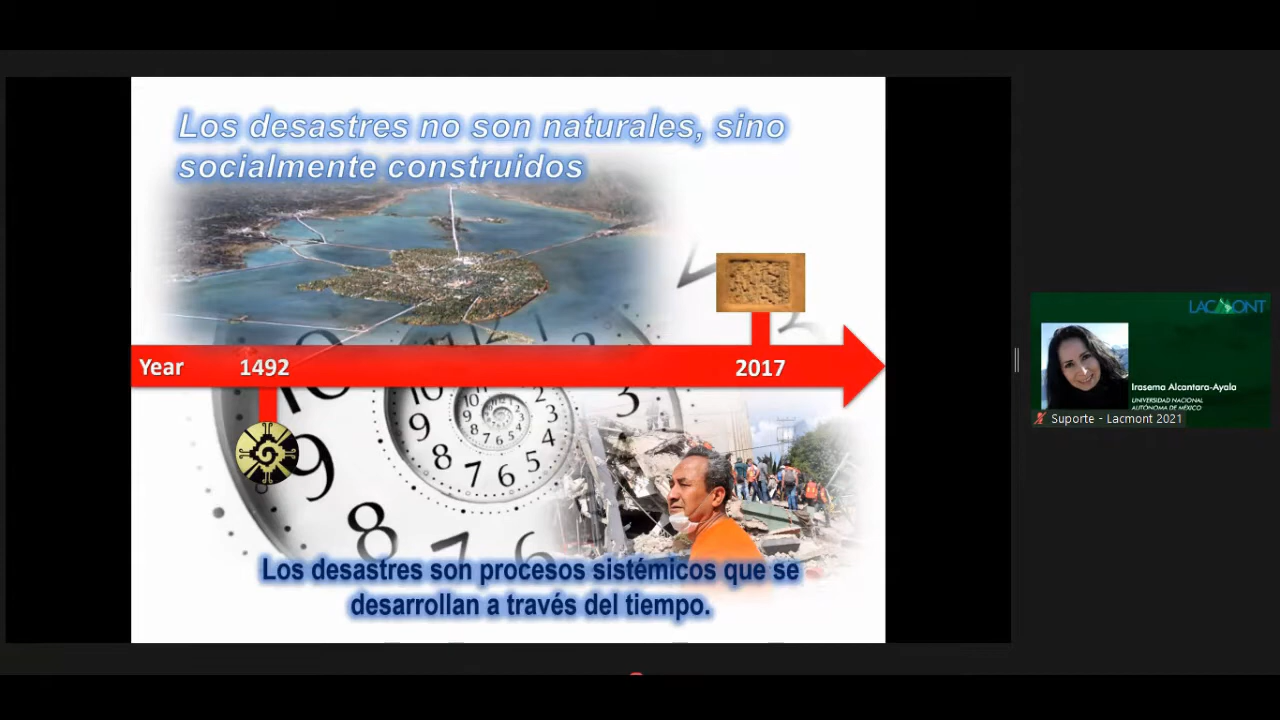 Los desastres no son naturales, sino
socialmente construidos
Year 1492 2017
Los desastres son procesos sistémicos que se
desarrollan a través del tiempo.
LACMONT
Irasema Alcantara-Ayala
UNIVERSIDAD NACIONAL
AUTÓNOMA DE MÉXICO
Suporte - Lacmont 2021